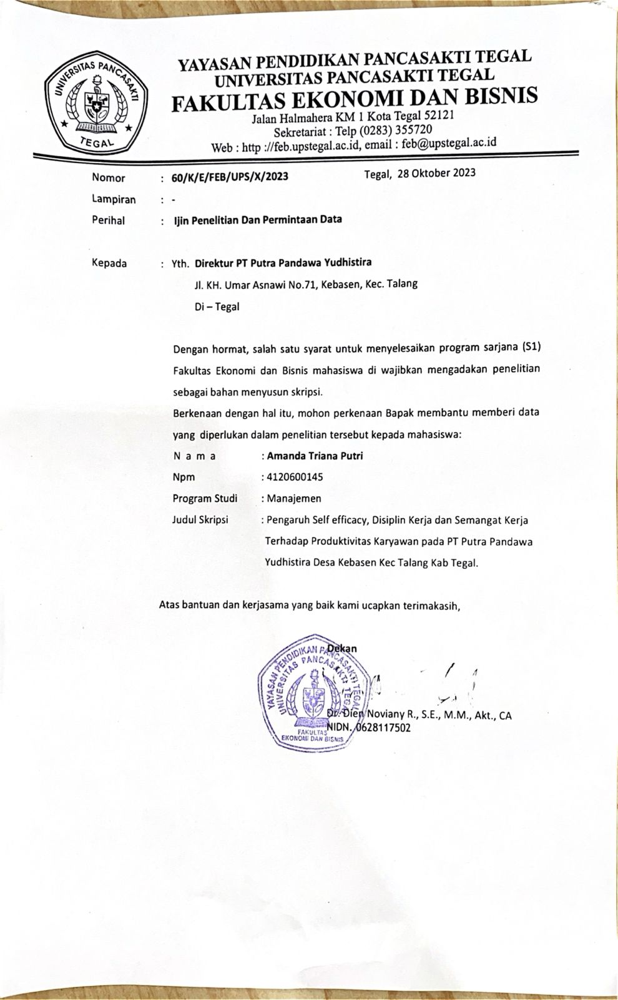 UNIVERSITAS PANCASAKTI
TEGAL
YAYASAN PENDIDIKAN PANCASAKTI TEGAL
UNIVERSITAS PANCASAKTI TEGAL
FAKULTAS EKONOMI DAN BISNIS
Jalan Halmahera KM 1 Kota Tegal 52121
Sekretariat : Telp (0283) 355720
Web : http ://feb.upstegal.ac.id, email : feb@upstegal.ac.id
Nomor : 60/K/E/FEB/UPS/X/2023 Tegal, 28 Oktober 2023
Lampiran : -
Perihal : Ijin Penelitian Dan Permintaan Data
Kepada : Yth. Direktur PT Putra Pandawa Yudhistira
Jl. KH. Umar Asnawi No.71, Kebasen, Kec. Talang
Di – Tegal
Dengan hormat, salah satu syarat untuk menyelesaikan program sarjana (S1)
Fakultas Ekonomi dan Bisnis mahasiswa di wajibkan mengadakan penelitian
sebagai bahan menyusun skripsi.
Berkenaan dengan hal itu, mohon perkenaan Bapak membantu memberi data
yang diperlukan dalam penelitian tersebut kepada mahasiswa:
N a m a : Amanda Triana Putri
Npm : 4120600145
Program Studi : Manajemen
Judul Skripsi : Pengaruh Self efficacy, Disiplin Kerja dan Semangat Kerja
Terhadap Produktivitas Karyawan pada PT Putra Pandawa
Yudhistira Desa Kebasen Kec Talang Kab Tegal.
Atas bantuan dan kerjasama yang baik kami ucapkan terimakasih,
Dekan
YAYASAN PENDIDIKAN PANCASAKTI TEGAL
UNIVERSITAS PANCASAKTI TEGAL
FAKULTAS
EKONOMI DAN BISNIS
Dr. Dien Noviany R., S.E., M.M., Akt., CA
NIDN. 0628117502